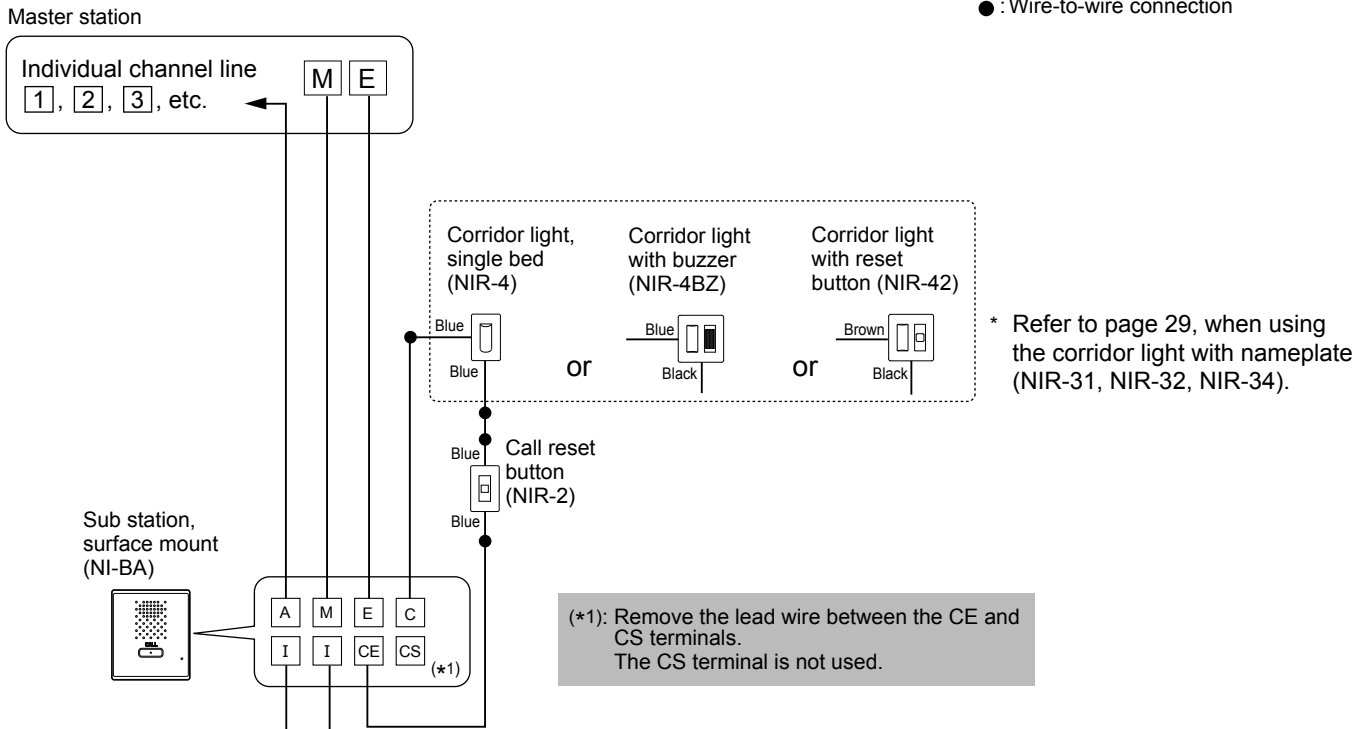 Master station
● : Wire-to-wire connection
Individual channel line
1, 2, 3, etc.
M E
Corridor light,
single bed
(NIR-4)
Corridor light
with buzzer
(NIR-4BZ)
Corridor light
with reset
button (NIR-42)
Blue
Blue
or
Blue
Black
or
Brown
Black
* Refer to page 29, when using
the corridor light with nameplate
(NIR-31, NIR-32, NIR-34).
Blue
Call reset
button
(NIR-2)
Blue
Sub station,
surface mount
(NI-BA)
CALL
A M E C
I I CE CS
(*1)
(*1): Remove the lead wire between the CE and
CS terminals.
The CS terminal is not used.